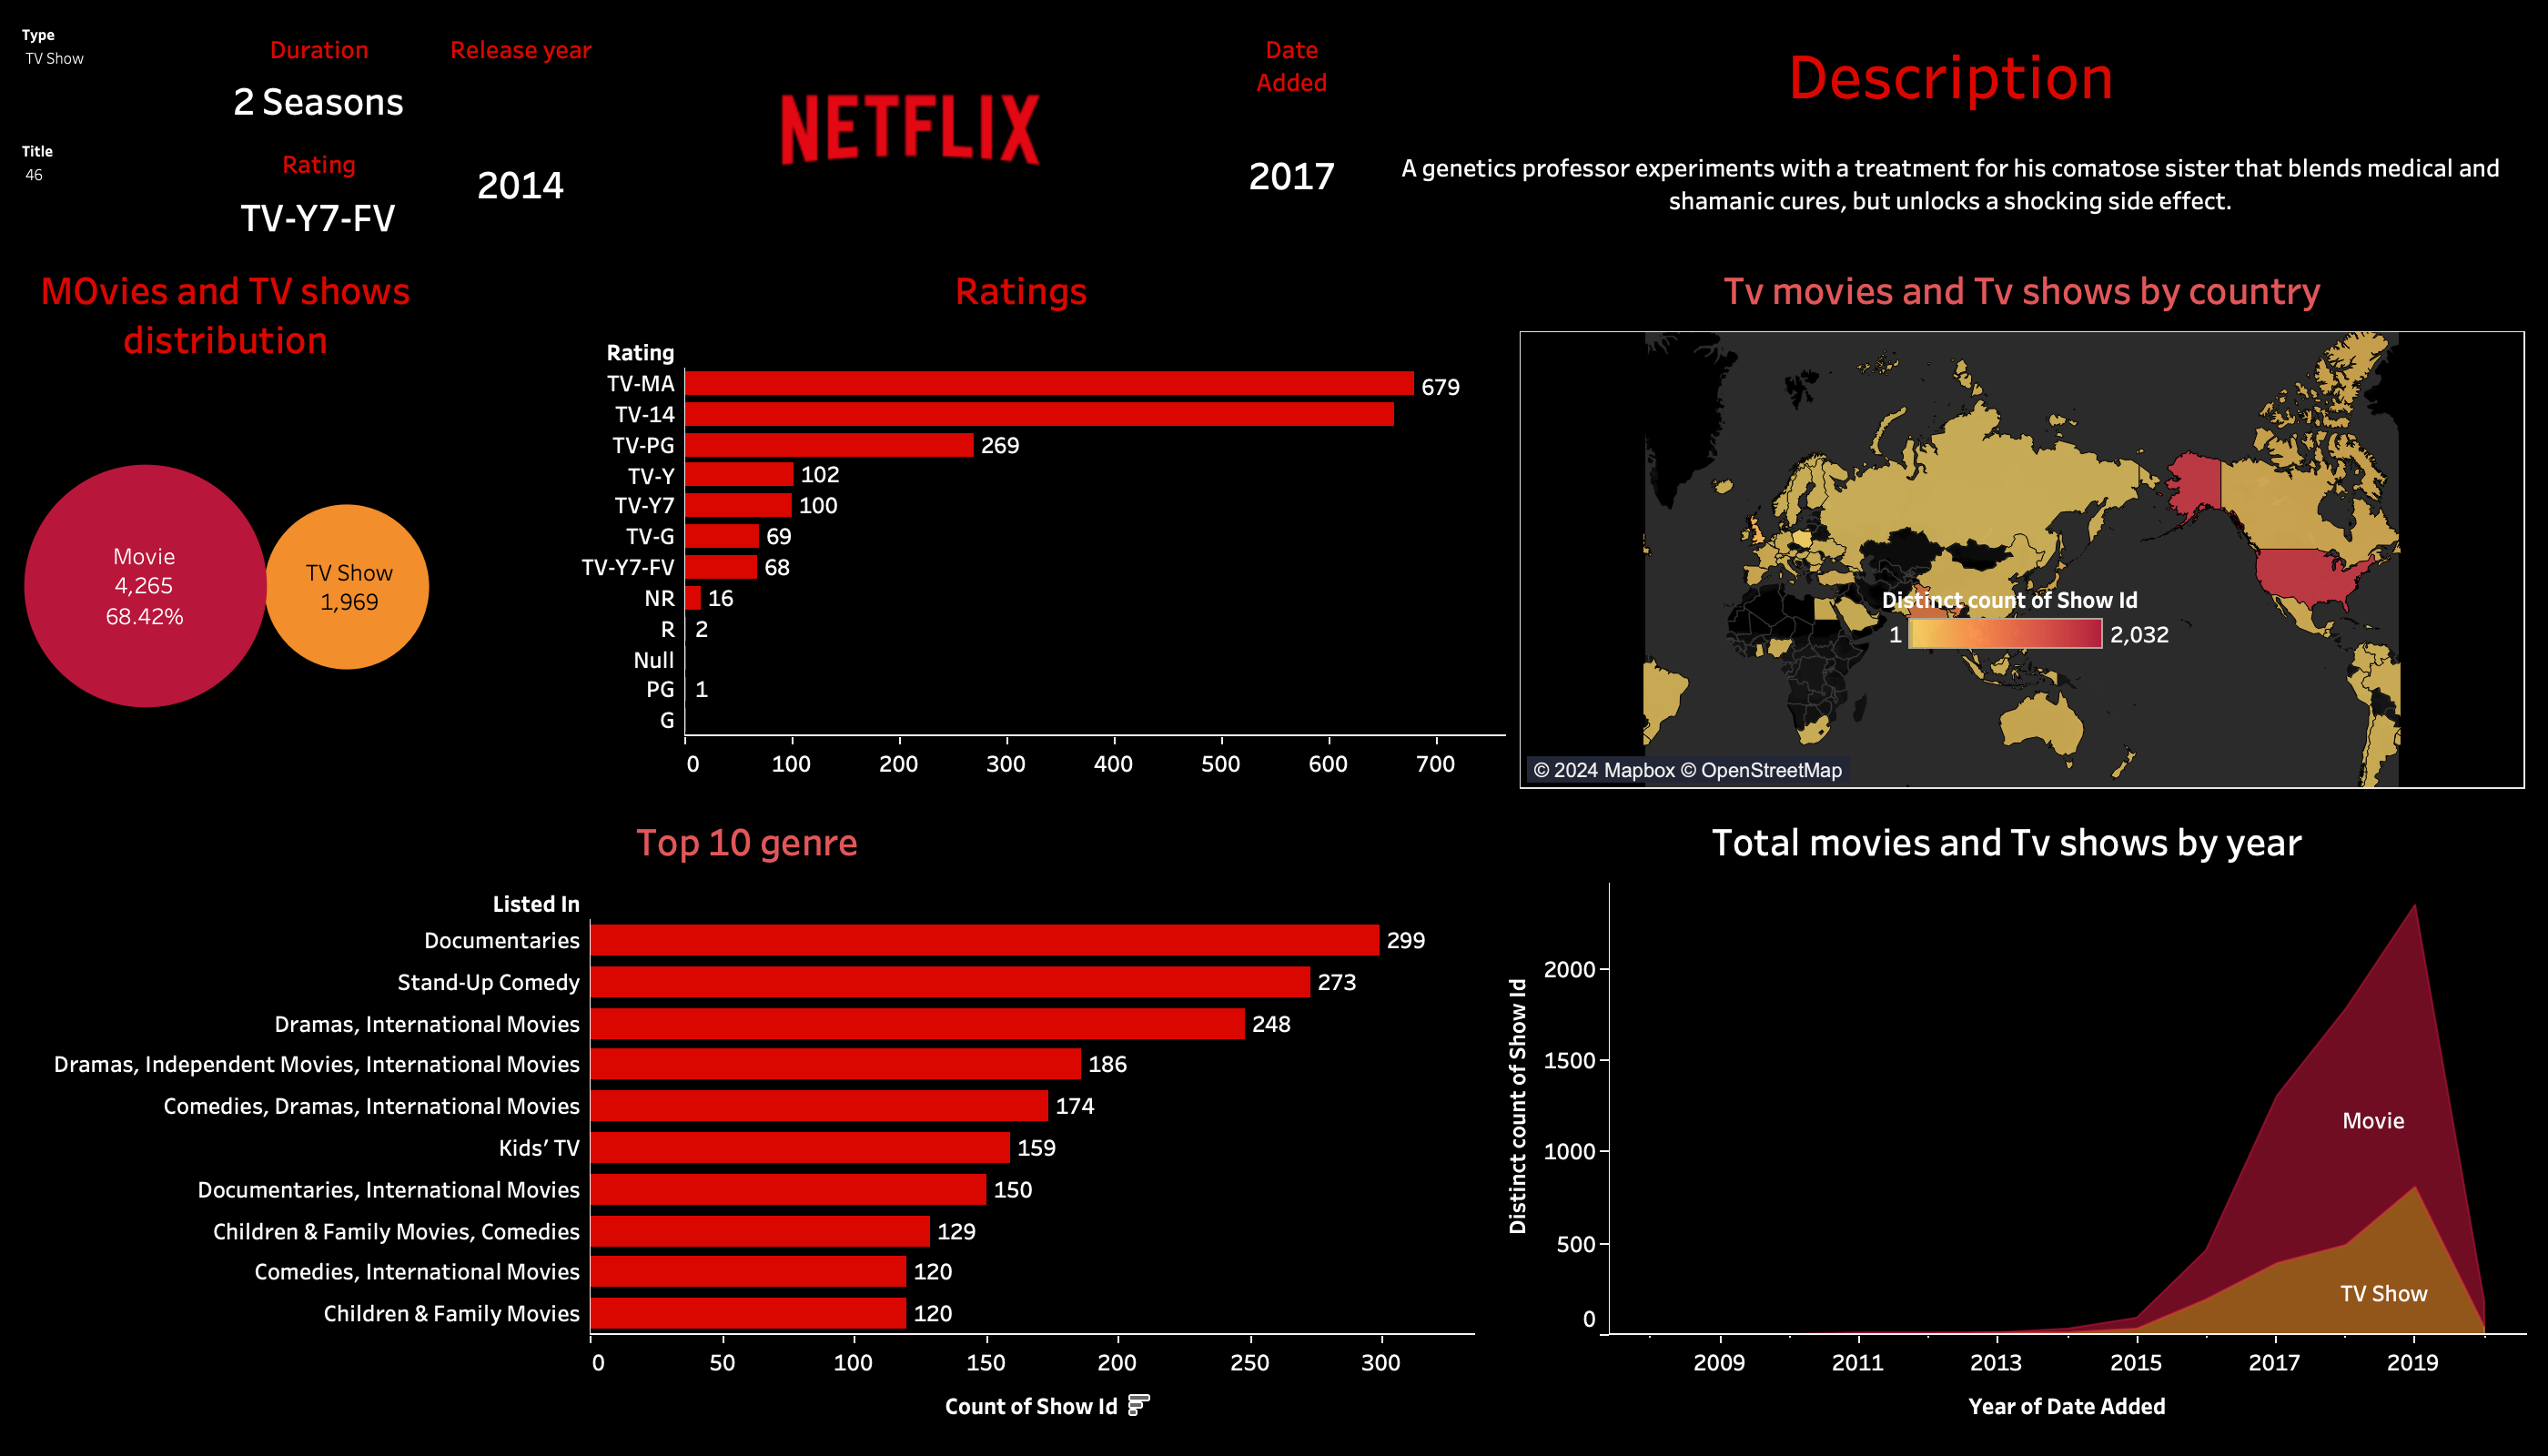 Type
TV Show
Title
46
Duration
2 Seasons
Rating
TV-Y7-FV
Release year
2014
NETFLIX
Date
Added
2017
Description
A genetics professor experiments with a treatment for his comatose sister that blends medical and
shamanic cures, but unlocks a shocking side effect.
MOvies and TV shows
distribution
Movie
4,265
68.42%
TV Show
1,969
Ratings
Rating
TV-MA 679
TV-14
TV-PG 269
TV-Y 102
TV-Y7 100
TV-G 69
TV-Y7-FV 68
NR 16
R 2
Null
PG 1
G
0 100 200 300 400 500 600 700
Tv movies and Tv shows by country
Distinct count of Show Id
1 2,032
© 2024 Mapbox © OpenStreetMap
Top 10 genre
Listed In
Documentaries 299
Stand-Up Comedy 273
Dramas, International Movies 248
Dramas, Independent Movies, International Movies 186
Comedies, Dramas, International Movies 174
Kids’ TV 159
Documentaries, International Movies 150
Children & Family Movies, Comedies 129
Comedies, International Movies 120
Children & Family Movies 120
0 50 100 150 200 250 300
Count of Show Id
Total movies and Tv shows by year
Distinct count of Show Id
2000
1500
1000
500
0
Movie
TV Show
2009 2011 2013 2015 2017 2019
Year of Date Added